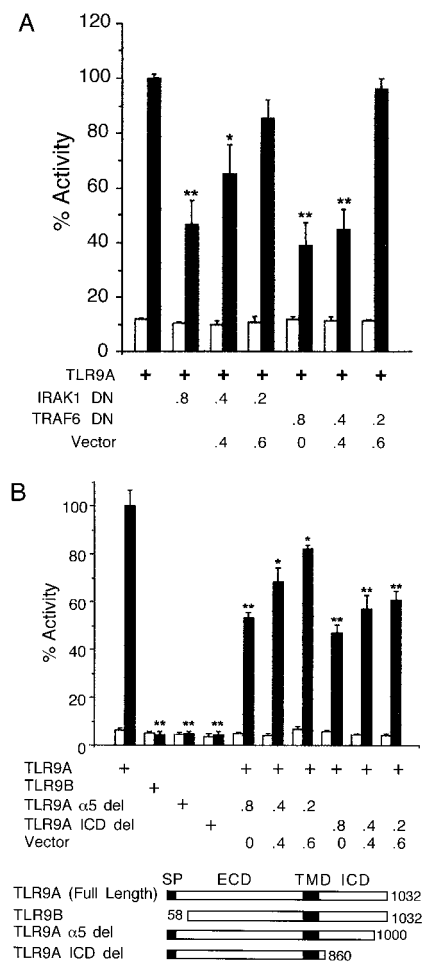 A
% Activity
120
100
80
60
40
20
0
** * ** **
TLR9A + + + + + + +
IRAK1 DN .8 .4 .2
TRAF6 DN .8 .4 .2
Vector .4 .6 0 .4 .6
B
% Activity
100
80
60
40
20
0
** ** ** ** * * ** ** **
TLR9A + + + + + + +
TLR9B +
TLR9A α5 del + .8 .4 .2
TLR9A ICD del + .8 .4 .2
Vector 0 .4 .6 0 .4 .6
SP ECD TMD ICD
TLR9A (Full Length) 1032
TLR9B 58 1032
TLR9A α5 del 1000
TLR9A ICD del 860